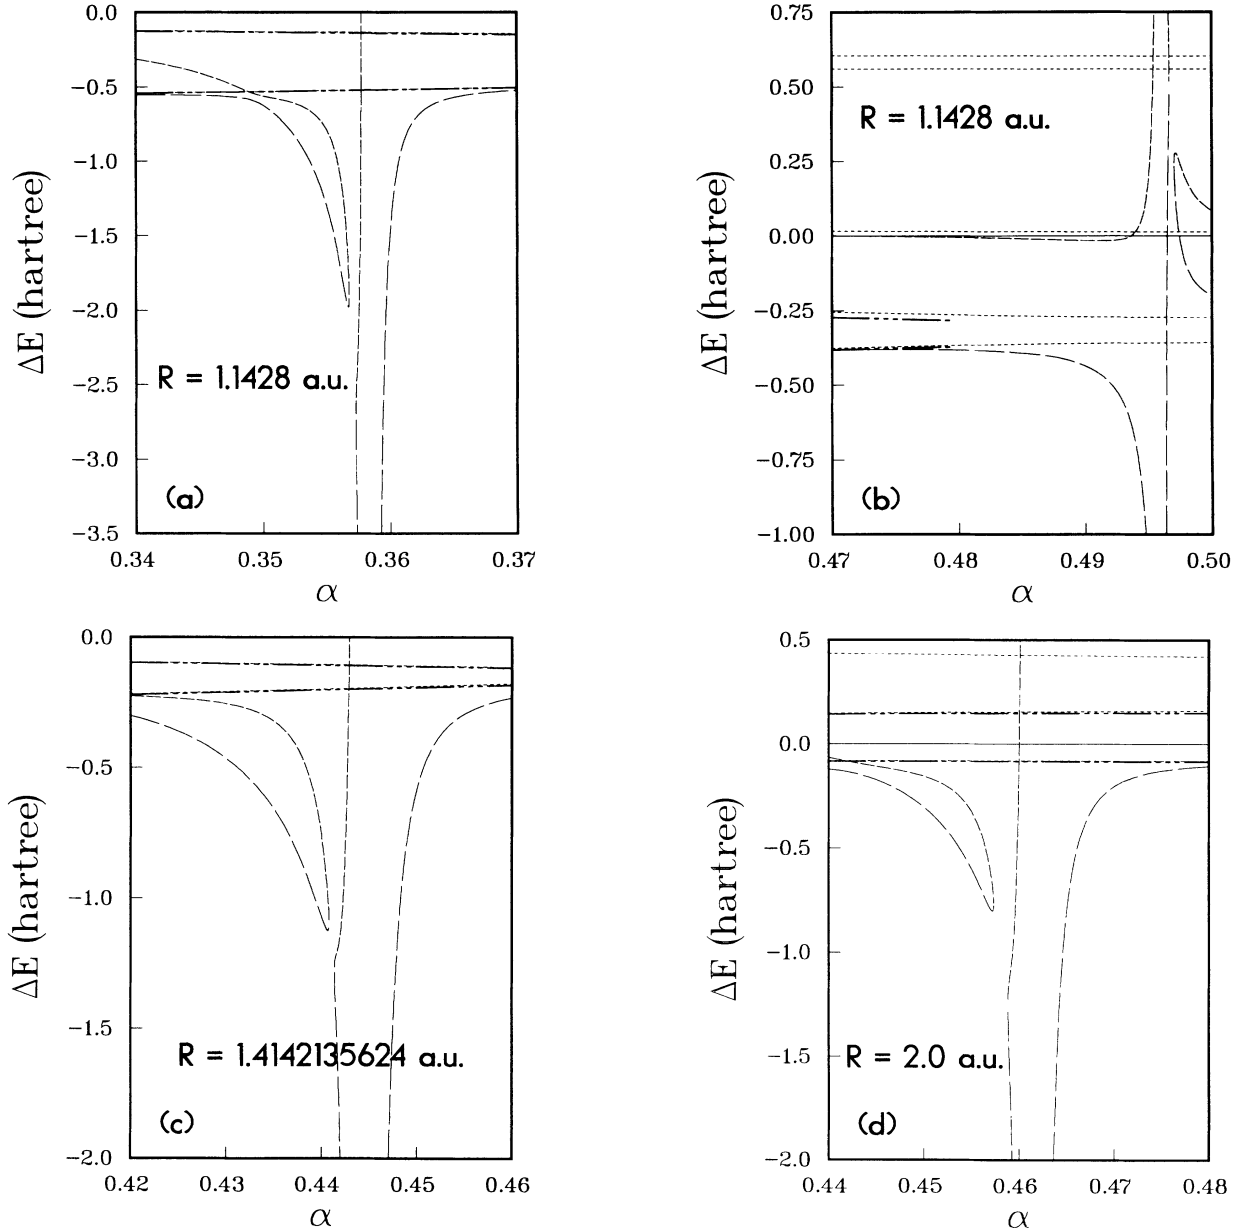 0.0
−0.5
−1.0
−1.5
−2.0
−2.5
−3.0
−3.5
ΔE (hartree)
R = 1.1428 a.u.
(a)
0.34 0.35 0.36 0.37
α
0.75
0.50
0.25
0.00
−0.25
−0.50
−0.75
−1.00
ΔE (hartree)
R = 1.1428 a.u.
(b)
0.47 0.48 0.49 0.50
α
0.0
−0.5
−1.0
−1.5
−2.0
ΔE (hartree)
R = 1.4142135624 a.u.
(c)
0.42 0.43 0.44 0.45 0.46
α
0.5
0.0
−0.5
−1.0
−1.5
−2.0
ΔE (hartree)
R = 2.0 a.u.
(d)
0.44 0.45 0.46 0.47 0.48
α